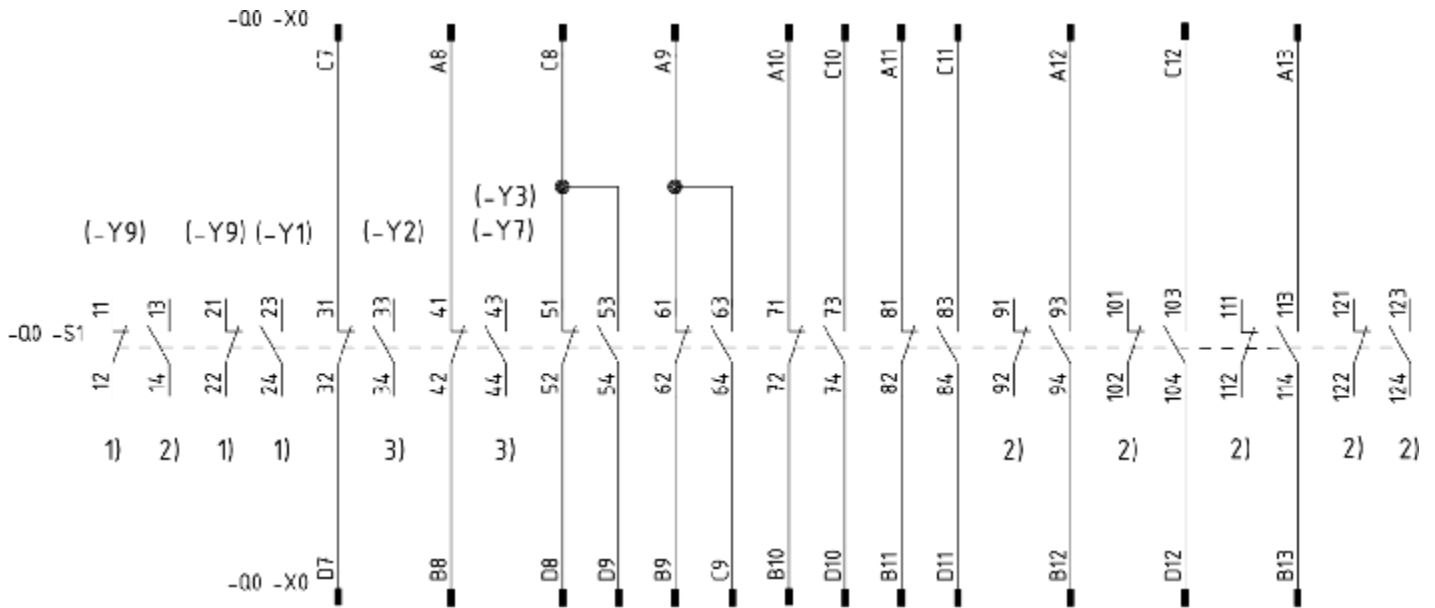 -Q0 -X0
C7 A8 C8 A9 A10 C10 A11 C11 A12 C12 A13
(-Y3)
(-Y9) (-Y9) (-Y1) (-Y2) (-Y7)
11 13 21 23 31 33 41 43 51 53 61 63 71 73 81 83 91 93 101 103 111 113 121 123
-Q0 -S1
12 14 22 24 32 34 42 44 52 54 62 64 72 74 82 84 92 94 102 104 112 114 122 124
1) 2) 1) 1) 3) 3) 2) 2) 2) 2) 2)
-Q0 -X0 D7 B8 D8 D9 B9 C9 B10 D10 B11 D11 B12 D12 B13